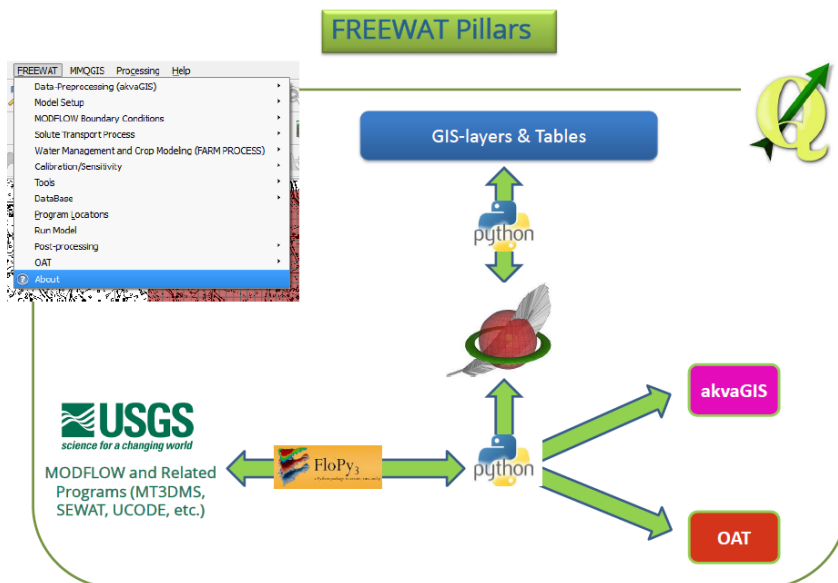 FREEWAT Pillars
FREEWAT MMQGIS Processing Help
Data-Preprocessing (akvaGIS)
Model Setup
MODFLOW Boundary Conditions
Solute Transport Process
Water Management and Crop Modeling (FARM PROCESS)
Calibration/Sensitivity
Tools
DataBase
Program Locations
Run Model
Post-processing
OAT
About
GIS-layers & Tables
python
akvaGIS
USGS
science for a changing world
FloPy3
python
MODFLOW and Related
Programs (MT3DMS,
SEWAT, UCODE, etc.)
OAT